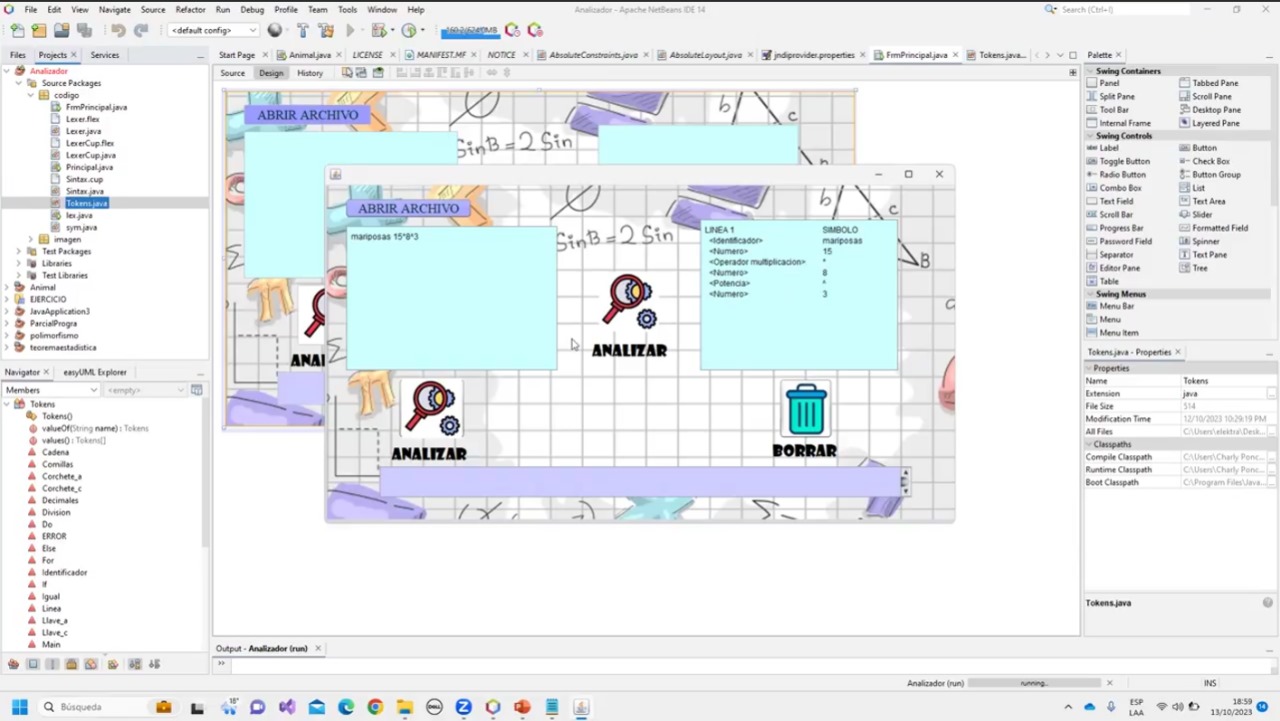 File Edit View Navigate Source Refactor Run Debug Profile Team Tools Window Help
Analizador - Apache NetBeans IDE 14
Search (Ctrl+I)
<default config>
Files Projects Services
Start Page Animal.java LICENSE MANIFEST.MF NOTICE AbsoluteConstraints.java AbsoluteLayout.java jndiprovider.properties FrmPrincipal.java Tokens.java...
Source Design History
Analizador
Source Packages
codigo
FrmPrincipal.java
Lexer.flex
Lexer.java
LexerCup.flex
LexerCup.java
Principal.java
Sintax.cup
Sintax.java
Tokens.java
lex.java
sym.java
imagen
Test Packages
Libraries
Test Libraries
Animal
EJERCICIO
JavaApplication3
ParcialProgra
polimorfismo
teoremaestadistica
Navigator easyUML Explorer
Members <empty>
Tokens
Tokens()
valueOf(String name) : Tokens
values() : Tokens[]
Cadena
Comillas
Corchete_a
Corchete_c
Decimales
Division
Do
ERROR
Else
For
Identificador
If
Igual
Linea
Llave_a
Llave_c
Main
ABRIR ARCHIVO
SinB = 2 Sin
b
c
ANALI
ABRIR ARCHIVO
SinB = 2 Sin
b
c
B
mariposas 15*8^3
LINEA 1 SIMBOLO
<Identificador> mariposas
<Numero> 15
<Operador multiplicacion> *
<Numero> 8
<Potencia> ^
<Numero> 3
ANALIZAR
ANALIZAR
BORRAR
Palette
Swing Containers
Panel Tabbed Pane
Split Pane Scroll Pane
Tool Bar Desktop Pane
Internal Frame Layered Pane
Swing Controls
Label Button
Toggle Button Check Box
Radio Button Button Group
Combo Box List
Text Field Text Area
Scroll Bar Slider
Progress Bar Formatted Field
Password Field Spinner
Separator Text Pane
Editor Pane Tree
Table
Swing Menus
Menu Bar
Menu
Menu Item
Tokens.java - Properties
Properties
Name Tokens
Extension java
File Size 514
Modification Time 12/10/2023 10:29:19 PM
All Files C:\Users\elektra\Desk...
Classpaths
Compile Classpath C:\Users\Charly Ponc...
Runtime Classpath C:\Users\Charly Ponc...
Boot Classpath C:\Program Files\Java...
Tokens.java
Output - Analizador (run)
Analizador (run) running... INS
Búsqueda
18°
ESP
LAA
18:59
13/10/2023